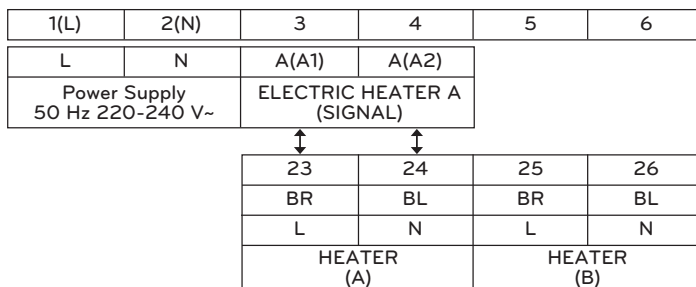 1(L) 2(N) 3 4 5 6
L N A(A1) A(A2)
Power Supply ELECTRIC HEATER A
50 Hz 220-240 V~ (SIGNAL)
23 24 25 26
BR BL BR BL
L N L N
HEATER HEATER
(A) (B)